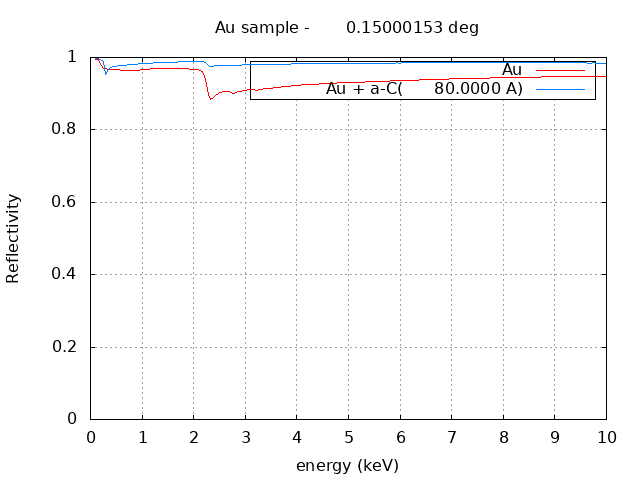 Au sample - 0.15000153 deg
1
Au
Au + a-C( 80.0000 A)
0.8
0.6
Reflectivity
0.4
0.2
0
0 1 2 3 4 5 6 7 8 9 10
energy (keV)